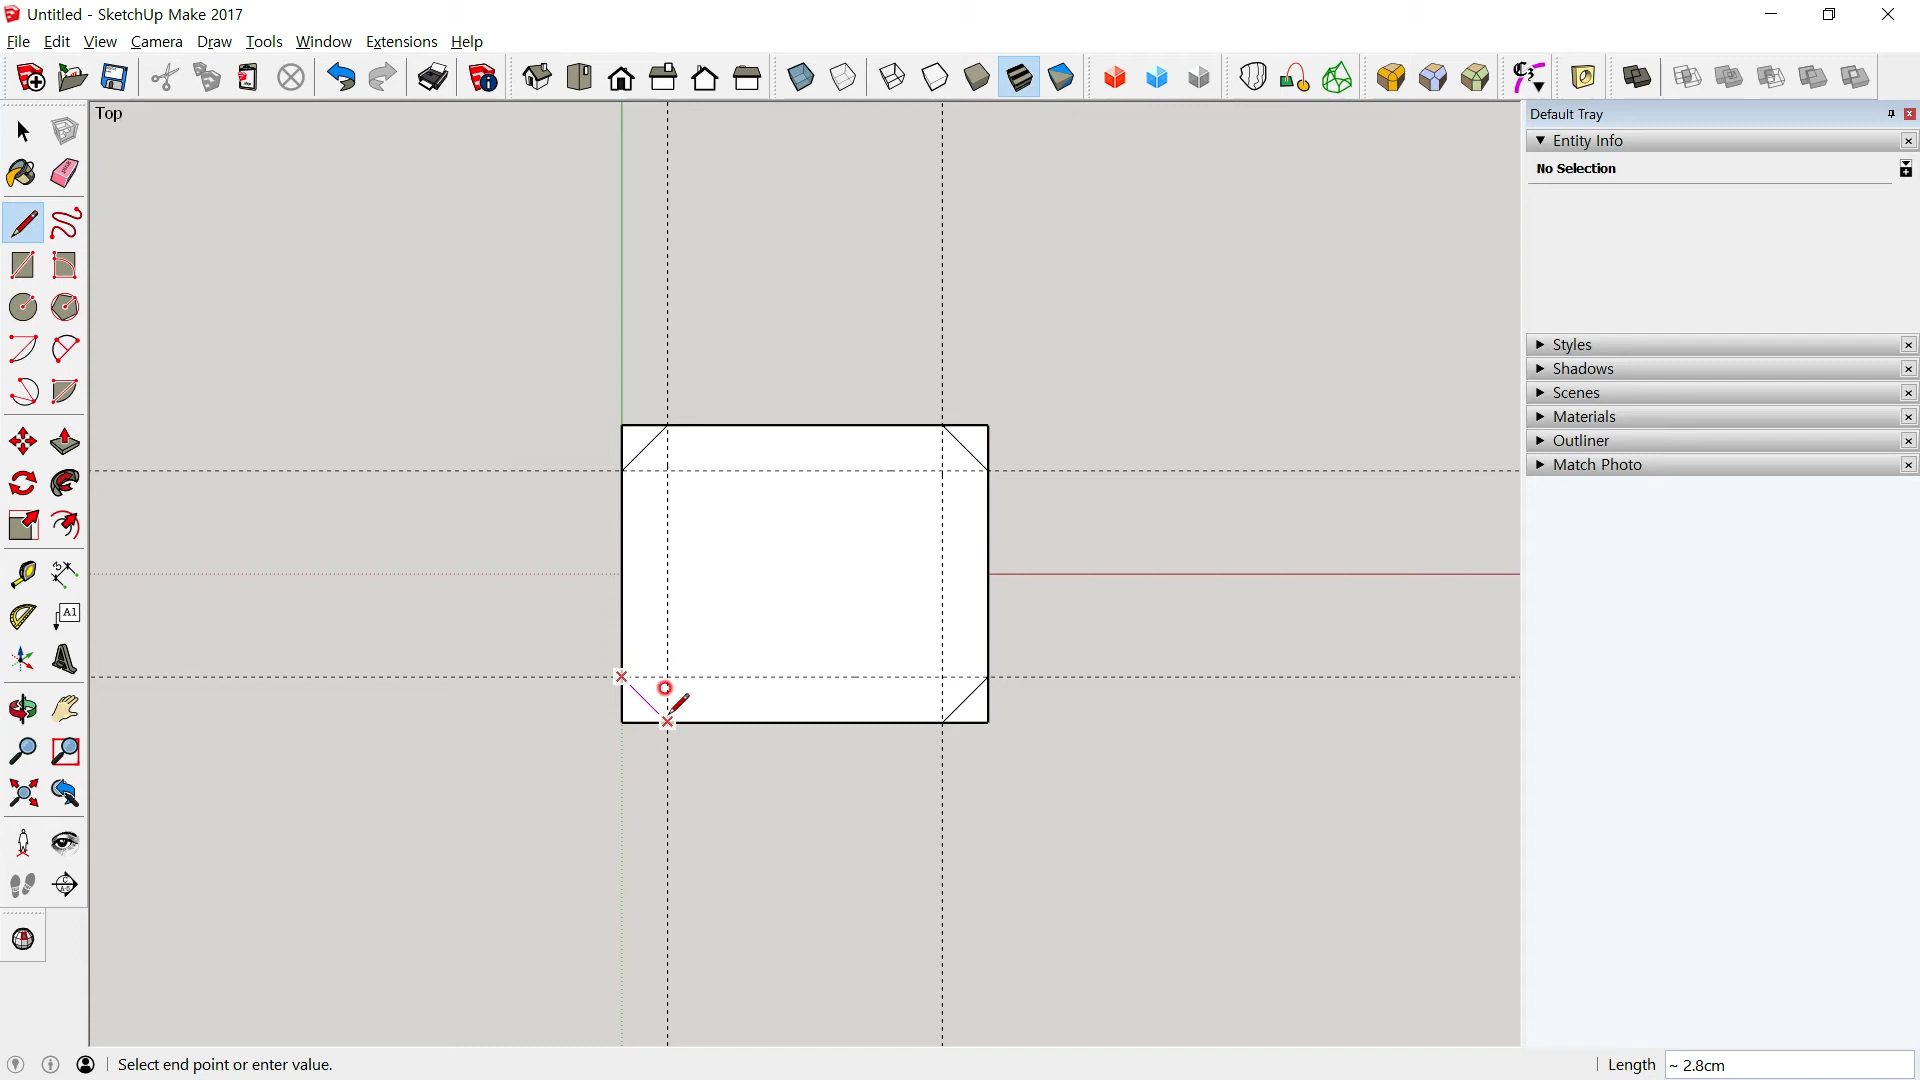 Untitled - SketchUp Make 2017
File Edit View Camera Draw Tools Window Extensions Help
Top
Default Tray
Entity Info
No Selection
Styles
Shadows
Scenes
Materials
Outliner
Match Photo
A1
Select end point or enter value.
Length ~ 2.8cm